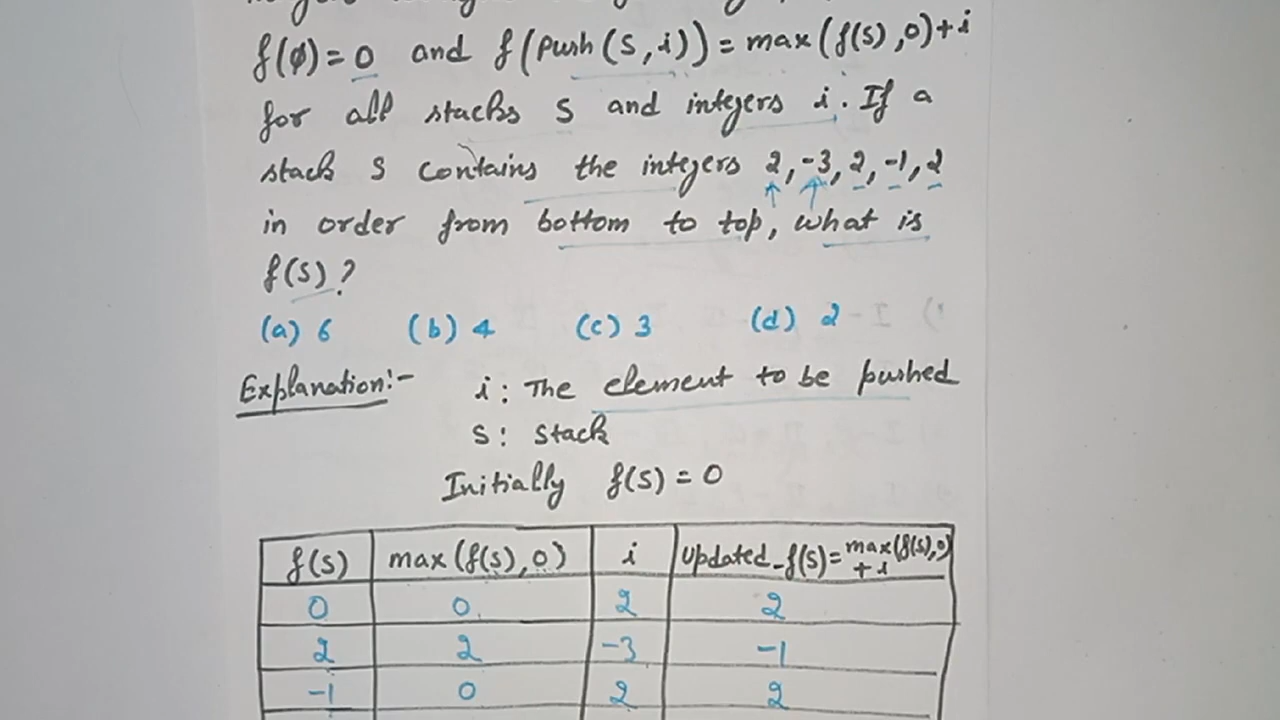 f(φ) = 0 and f(Push(S,i)) = max(f(S),0)+i
for all stacks S and integers i. If a
stack S contains the integers 2,-3,2,-1,2
in order from bottom to top, what is
f(S)?
(a) 6 (b) 4 (c) 3 (d) 2
Explanation:- i: The element to be pushed
S: Stack
Initially f(S) = 0
f(S) max(f(S),0) i Updated_f(S)= max(f(S),0) + i
0 0 2 2
2 2 -3 -1
-1 0 2 2